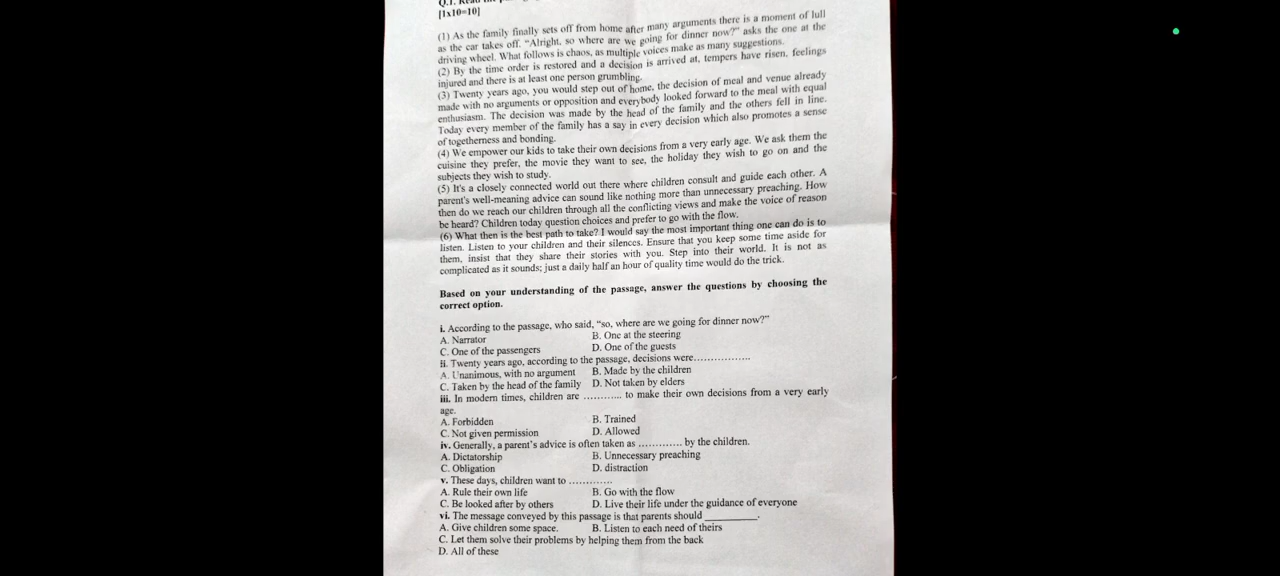 Q.1. Read the
[1x10=10]
(1) As the family finally sets off from home after many arguments there is a moment of lull
as the car takes off. “Alright, so where are we going for dinner now?” asks the one at the
driving wheel. What follows is chaos, as multiple voices make as many suggestions.
(2) By the time order is restored and a decision is arrived at, tempers have risen, feelings
injured and there is at least one person grumbling.
(3) Twenty years ago, you would step out of home, the decision of meal and venue already
made with no arguments or opposition and everybody looked forward to the meal with equal
enthusiasm. The decision was made by the head of the family and the others fell in line.
Today every member of the family has a say in every decision which also promotes a sense
of togetherness and bonding.
(4) We empower our kids to take their own decisions from a very early age. We ask them the
cuisine they prefer, the movie they want to see, the holiday they wish to go on and the
subjects they wish to study.
(5) It's a closely connected world out there where children consult and guide each other. A
parent's well-meaning advice can sound like nothing more than unnecessary preaching. How
then do we reach our children through all the conflicting views and make the voice of reason
be heard? Children today question choices and prefer to go with the flow.
(6) What then is the best path to take? I would say the most important thing one can do is to
listen. Listen to your children and their silences. Ensure that you keep some time aside for
them, insist that they share their stories with you. Step into their world. It is not as
complicated as it sounds; just a daily half an hour of quality time would do the trick.
Based on your understanding of the passage, answer the questions by choosing the
correct option.
i. According to the passage, who said, “so, where are we going for dinner now?”
A. Narrator B. One at the steering
C. One of the passengers D. One of the guests
ii. Twenty years ago, according to the passage, decisions were..................
A. Unanimous, with no argument B. Made by the children
C. Taken by the head of the family D. Not taken by elders
iii. In modern times, children are ............ to make their own decisions from a very early
age.
A. Forbidden B. Trained
C. Not given permission D. Allowed
iv. Generally, a parent's advice is often taken as ............. by the children.
A. Dictatorship B. Unnecessary preaching
C. Obligation D. distraction
v. These days, children want to .............
A. Rule their own life B. Go with the flow
C. Be looked after by others D. Live their life under the guidance of everyone
vi. The message conveyed by this passage is that parents should __________.
A. Give children some space. B. Listen to each need of theirs
C. Let them solve their problems by helping them from the back
D. All of these